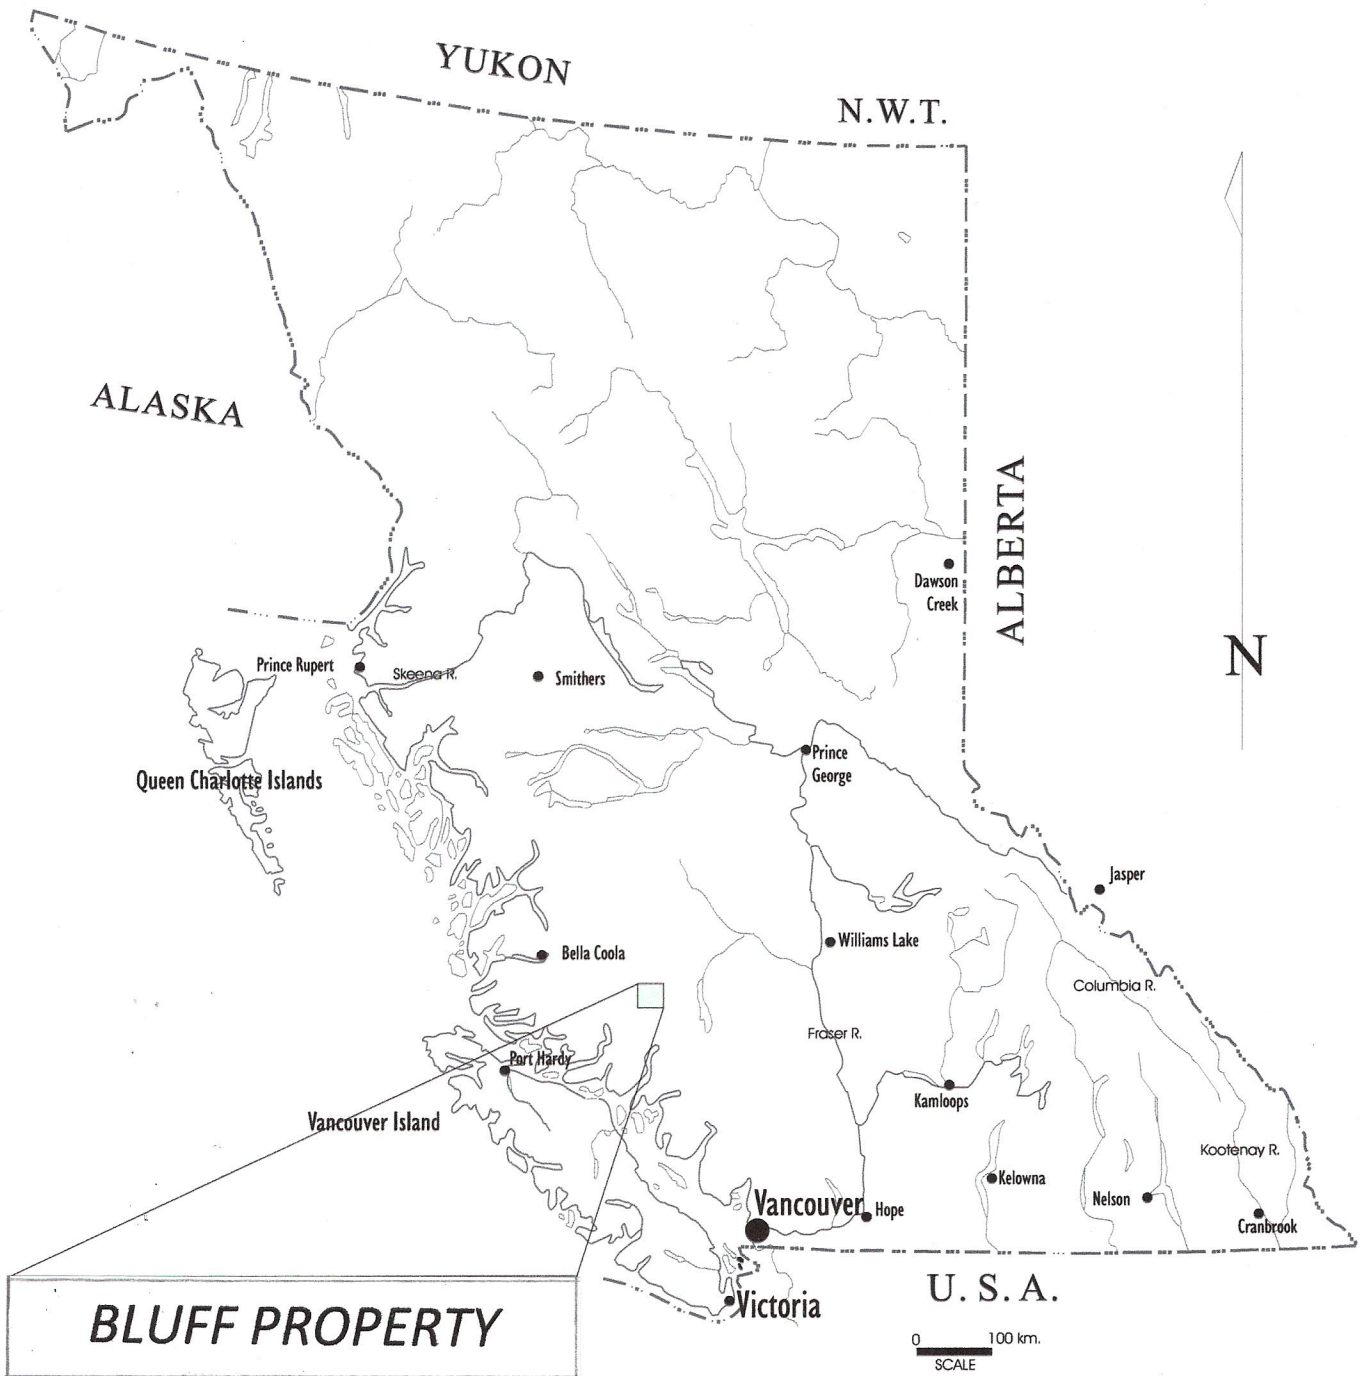 YUKON
N.W.T.
ALASKA
ALBERTA
Dawson
Creek
N
Prince Rupert
Skeena R.
Smithers
Queen Charlotte Islands
Prince
George
Jasper
Williams Lake
Bella Coola
Columbia R.
Fraser R.
Port Hardy
Kamloops
Vancouver Island
Kootenay R.
Kelowna
Nelson
Vancouver
Hope
Cranbrook
U. S. A.
Victoria
BLUFF PROPERTY
0 100 km.
SCALE